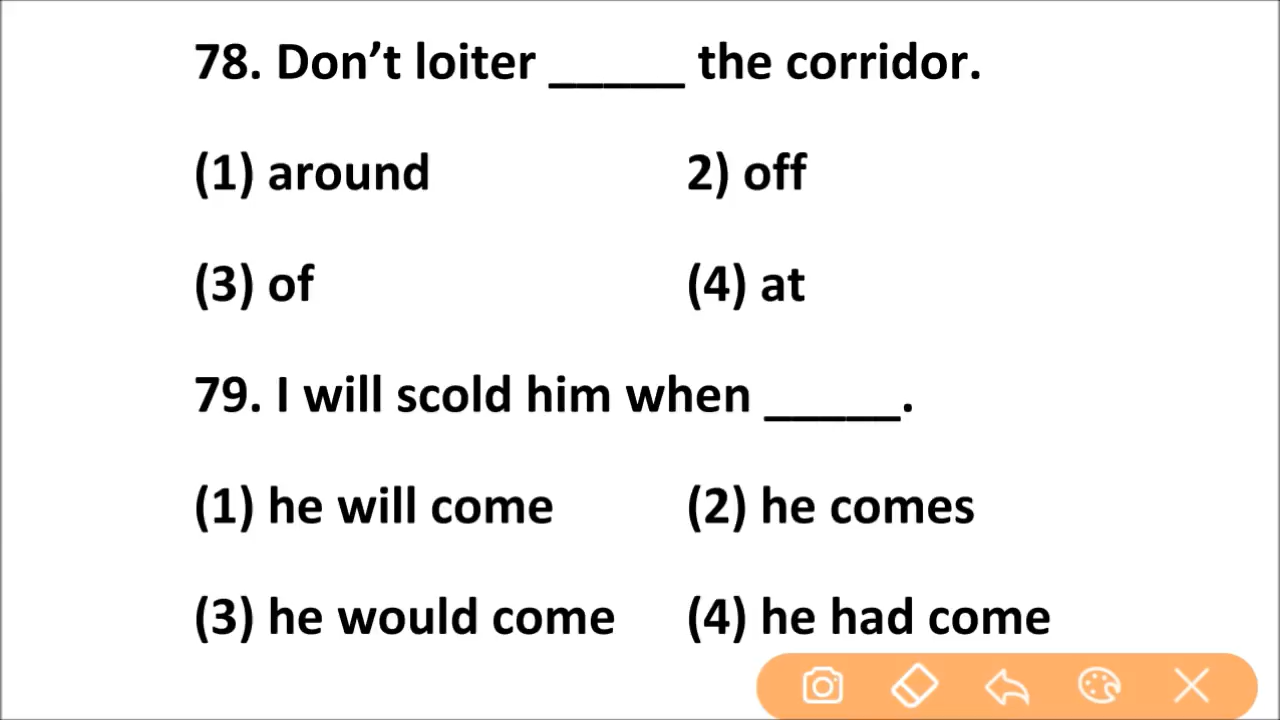 78. Don’t loiter _____ the corridor.
(1) around 2) off
(3) of (4) at
79. I will scold him when _____.
(1) he will come (2) he comes
(3) he would come (4) he had come